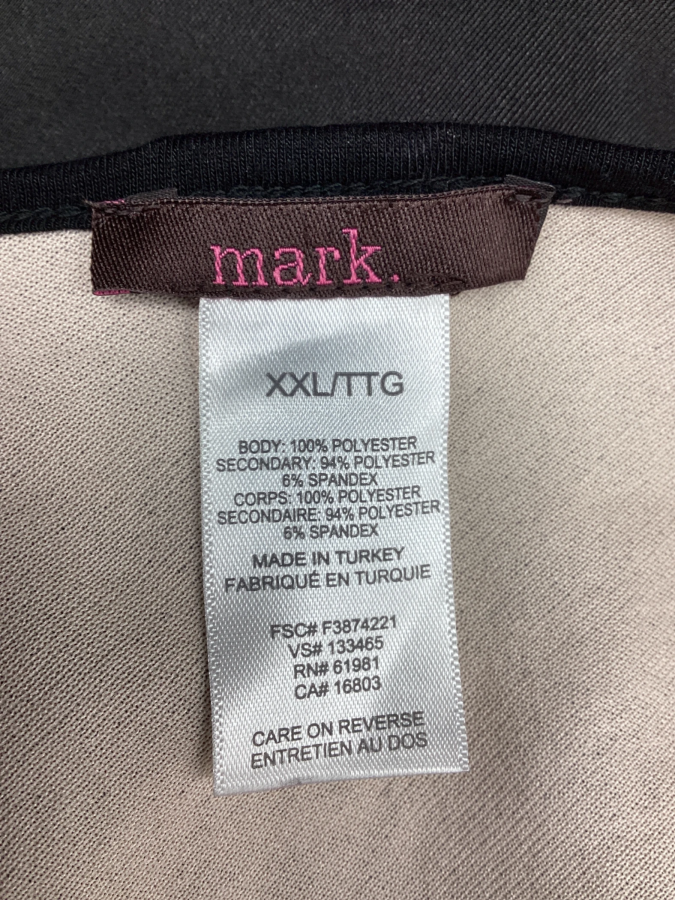 mark.
XXL/TTG
BODY: 100% POLYESTER
SECONDARY: 94% POLYESTER
6% SPANDEX
CORPS: 100% POLYESTER
SECONDAIRE: 94% POLYESTER
6% SPANDEX
MADE IN TURKEY
FABRIQUÉ EN TURQUIE
FSC# F3874221
VS# 133465
RN# 61981
CA# 16803
CARE ON REVERSE
ENTRETIEN AU DOS